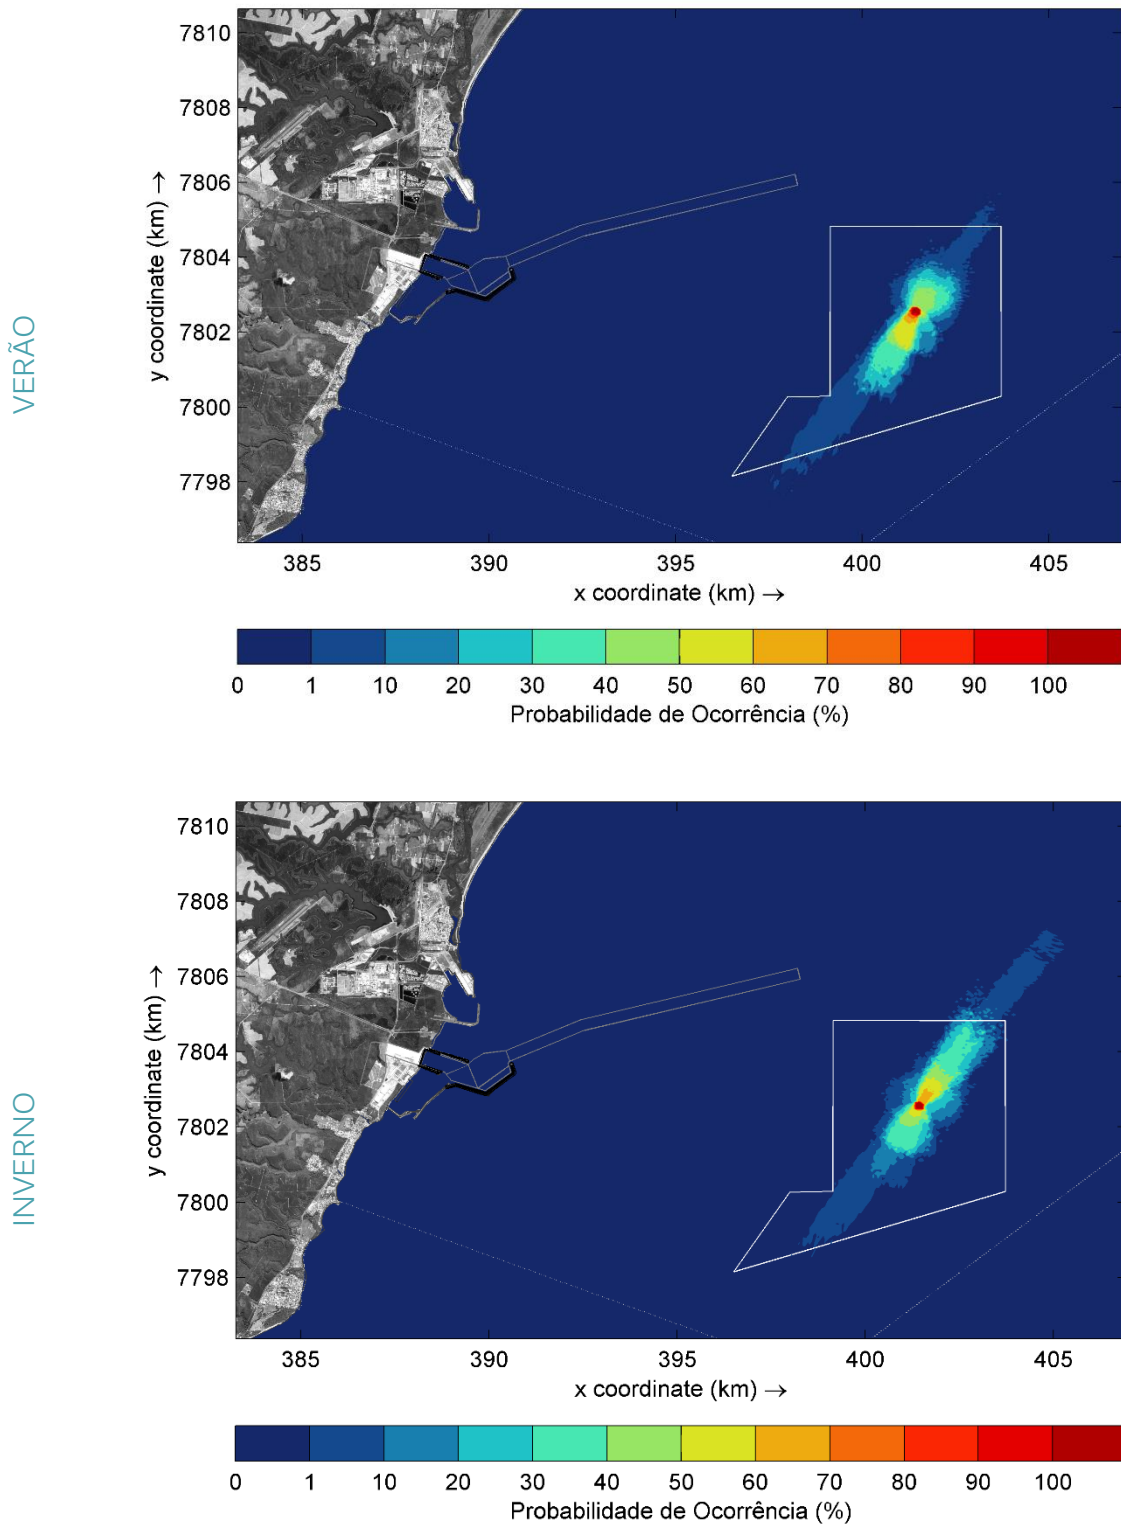 VERÃO
7810
7808
7806
7804
7802
7800
7798
y coordinate (km) →
385 390 395 400 405
x coordinate (km) →
0 1 10 20 30 40 50 60 70 80 90 100
Probabilidade de Ocorrência (%)
INVERNO
7810
7808
7806
7804
7802
7800
7798
y coordinate (km) →
385 390 395 400 405
x coordinate (km) →
0 1 10 20 30 40 50 60 70 80 90 100
Probabilidade de Ocorrência (%)